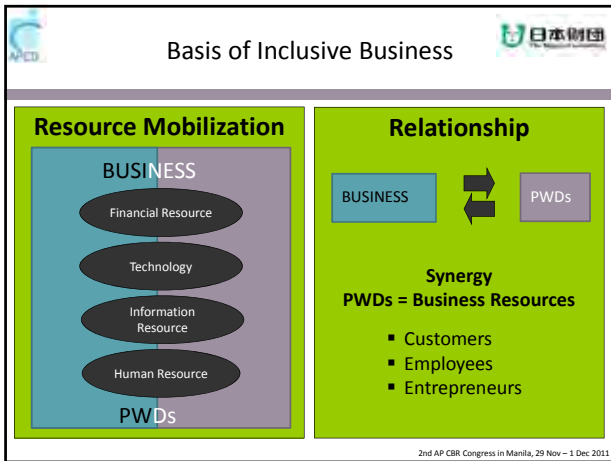 APCD
Basis of Inclusive Business
日本財団
Resource Mobilization
BUSINESS
Financial Resource
Technology
Information
Resource
Human Resource
PWDs
Relationship
BUSINESS
PWDs
Synergy
PWDs = Business Resources
▪ Customers
▪ Employees
▪ Entrepreneurs
2nd AP CBR Congress in Manila, 29 Nov – 1 Dec 2011